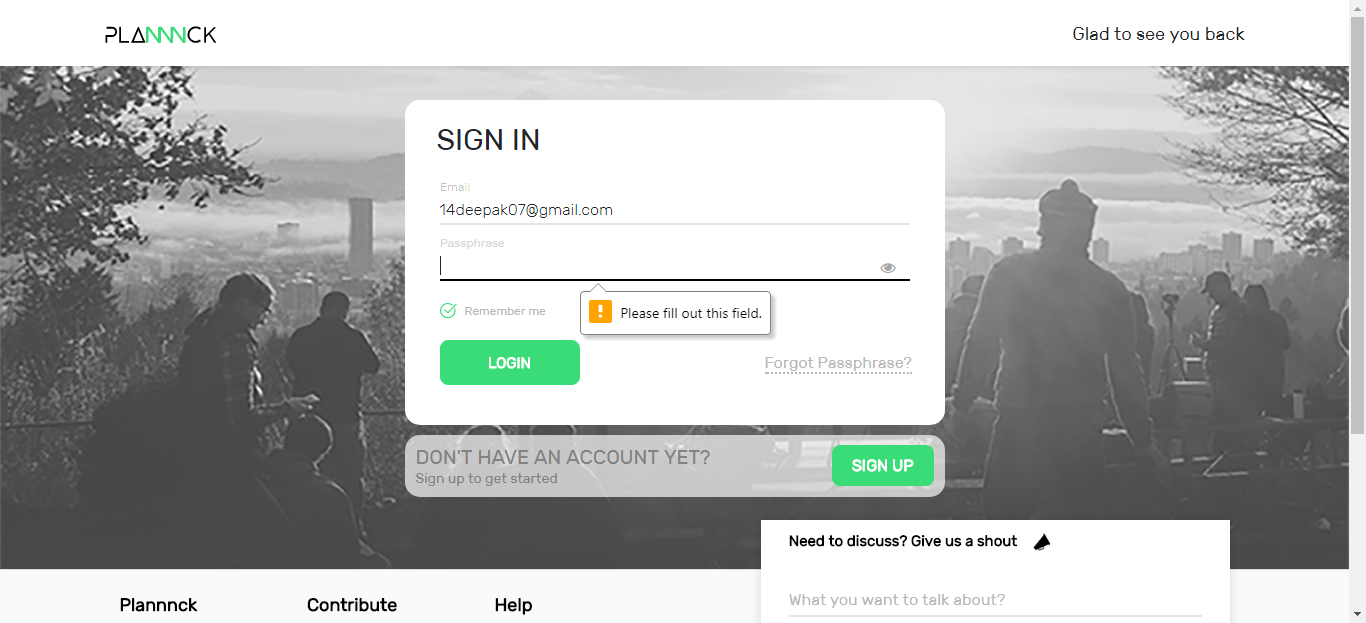 PLANNNCK
Glad to see you back
SIGN IN
Email
14deepak07@gmail.com
Passphrase
Remember me
Please fill out this field.
LOGIN
Forgot Passphrase?
DON'T HAVE AN ACCOUNT YET?
Sign up to get started
SIGN UP
Need to discuss? Give us a shout
What you want to talk about?
Plannnck
Contribute
Help